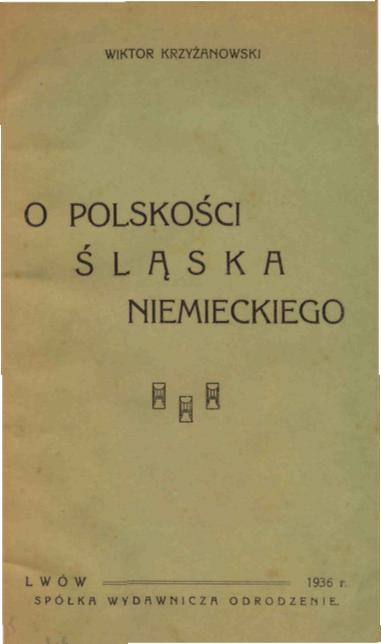 WIKTOR KRZYŻANOWSKI
O POLSKOŚCI
ŚLĄSKA
NIEMIECKIEGO
LWÓW 1936 r.
SPÓŁKA WYDAWNICZA ODRODZENIE.